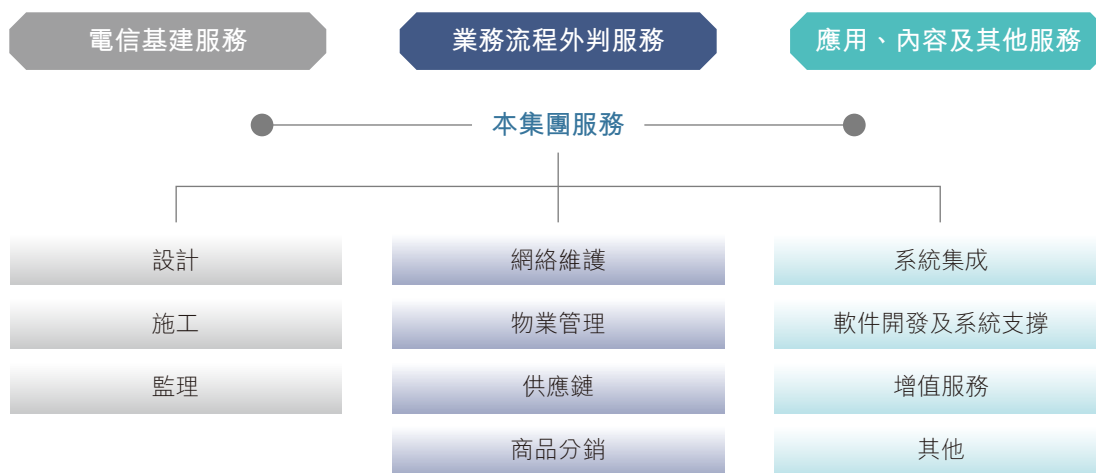 電信基建服務
業務流程外判服務
應用、內容及其他服務
本集團服務
設計
網絡維護
系統集成
施工
物業管理
軟件開發及系統支撐
監理
供應鏈
增值服務
商品分銷
其他